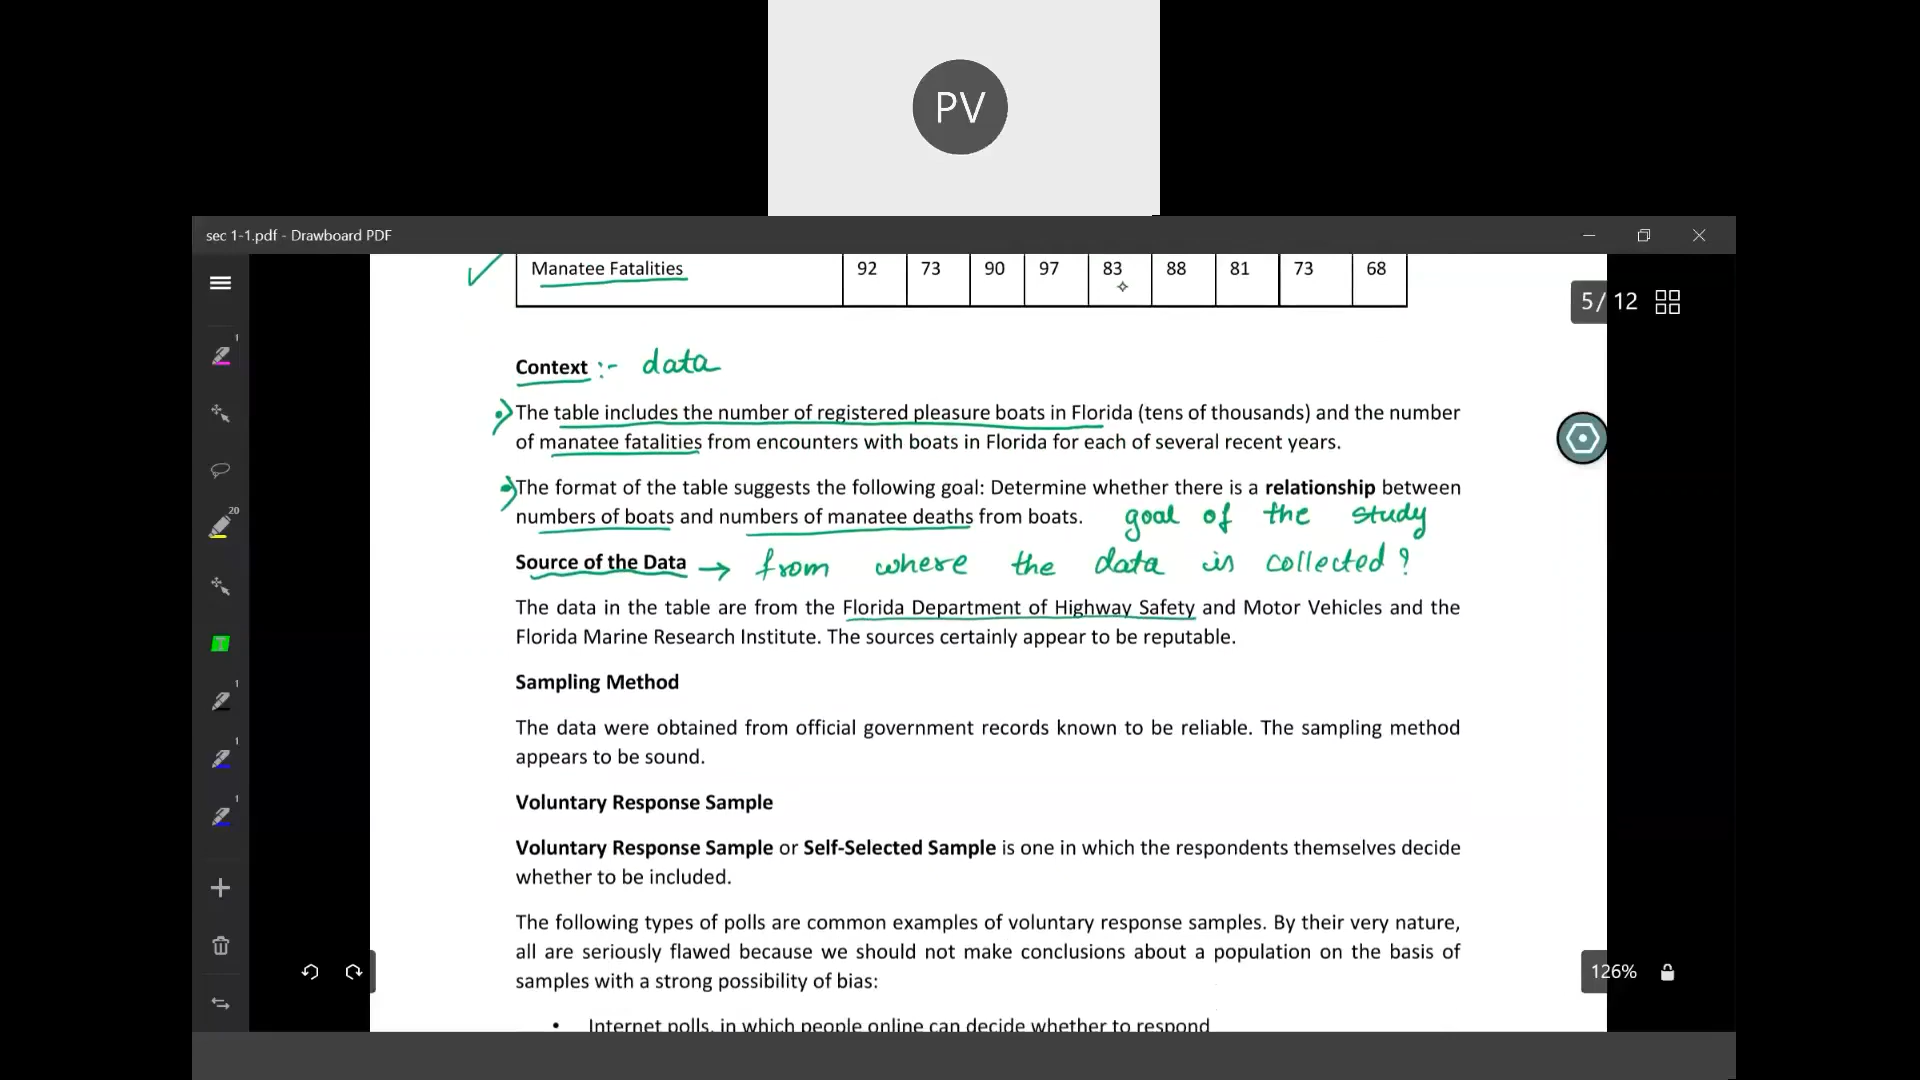 PV
sec 1-1.pdf - Drawboard PDF
Manatee Fatalities 92 73 90 97 83 88 81 73 68
5/ 12
1
Context :- data
The table includes the number of registered pleasure boats in Florida (tens of thousands) and the number
of manatee fatalities from encounters with boats in Florida for each of several recent years.
The format of the table suggests the following goal: Determine whether there is a relationship between
numbers of boats and numbers of manatee deaths from boats. goal of the study
20
Source of the Data → from where the data is collected?
The data in the table are from the Florida Department of Highway Safety and Motor Vehicles and the
Florida Marine Research Institute. The sources certainly appear to be reputable.
T
Sampling Method
1
The data were obtained from official government records known to be reliable. The sampling method
appears to be sound.
1
Voluntary Response Sample
1
Voluntary Response Sample or Self-Selected Sample is one in which the respondents themselves decide
whether to be included.
The following types of polls are common examples of voluntary response samples. By their very nature,
all are seriously flawed because we should not make conclusions about a population on the basis of
samples with a strong possibility of bias:
126%
• Internet polls, in which people online can decide whether to respond